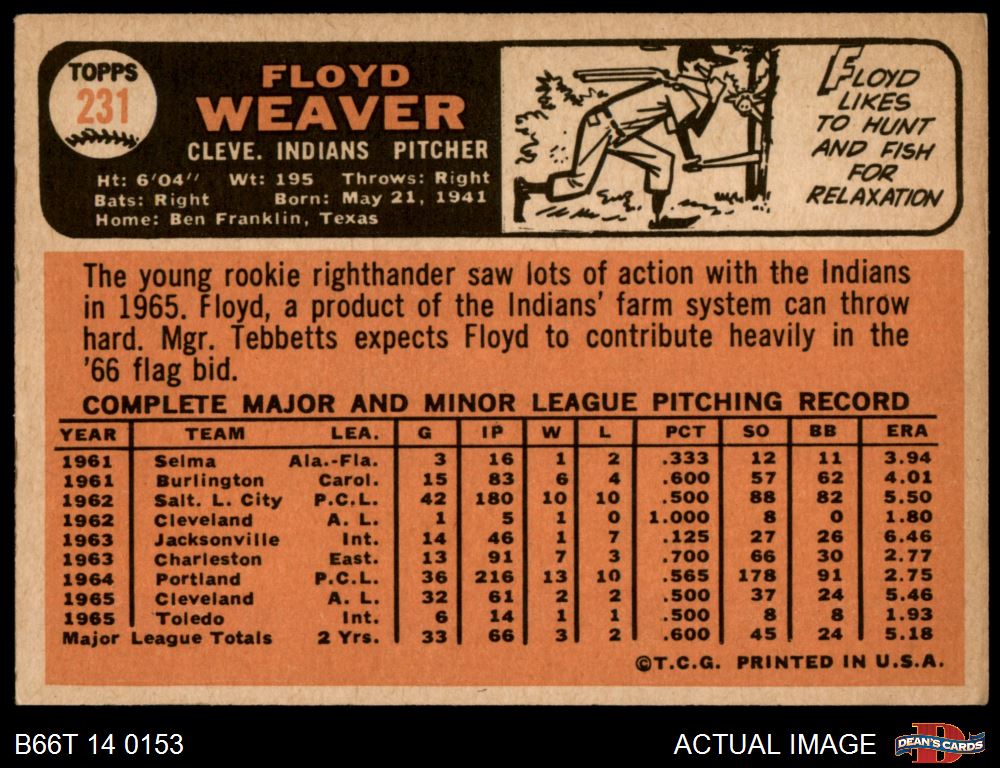 TOPPS
231
FLOYD
WEAVER
CLEVE. INDIANS PITCHER
Ht: 6'04" Wt: 195 Throws: Right
Bats: Right Born: May 21, 1941
Home: Ben Franklin, Texas
FLOYD
LIKES
TO HUNT
AND FISH
FOR
RELAXATION
The young rookie righthander saw lots of action with the Indians
in 1965. Floyd, a product of the Indians' farm system can throw
hard. Mgr. Tebbetts expects Floyd to contribute heavily in the
'66 flag bid.
COMPLETE MAJOR AND MINOR LEAGUE PITCHING RECORD
YEAR TEAM LEA. G IP W L PCT SO BB ERA
1961 Selma Ala.-Fla. 3 16 1 2 .333 12 11 3.94
1961 Burlington Carol. 15 83 6 4 .600 57 62 4.01
1962 Salt. L. City P.C.L. 42 180 10 10 .500 88 82 5.50
1962 Cleveland A. L. 1 5 1 0 1.000 8 0 1.80
1963 Jacksonville Int. 14 46 1 7 .125 27 26 6.46
1963 Charleston East. 13 91 7 3 .700 66 30 2.77
1964 Portland P.C.L. 36 216 13 10 .565 178 91 2.75
1965 Cleveland A. L. 32 61 2 2 .500 37 24 5.46
1965 Toledo Int. 6 14 1 1 .500 8 8 1.93
Major League Totals 2 Yrs. 33 66 3 2 .600 45 24 5.18
©T.C.G. PRINTED IN U.S.A.
B66T 14 0153
ACTUAL IMAGE
D
DEAN'S CARDS